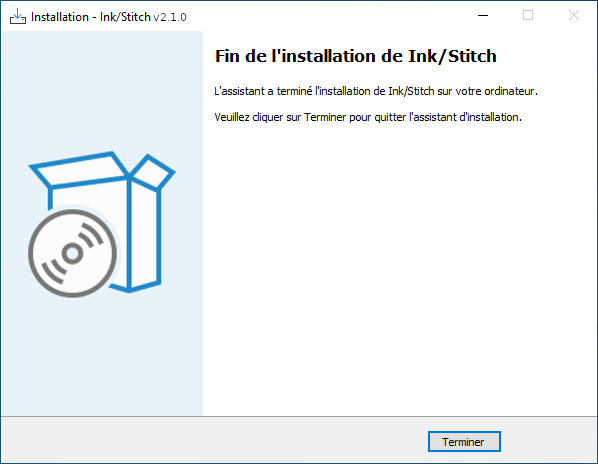 Installation - Ink/Stitch v2.1.0
Fin de l'installation de Ink/Stitch
L'assistant a terminé l'installation de Ink/Stitch sur votre ordinateur.
Veuillez cliquer sur Terminer pour quitter l'assistant d'installation.
Terminer